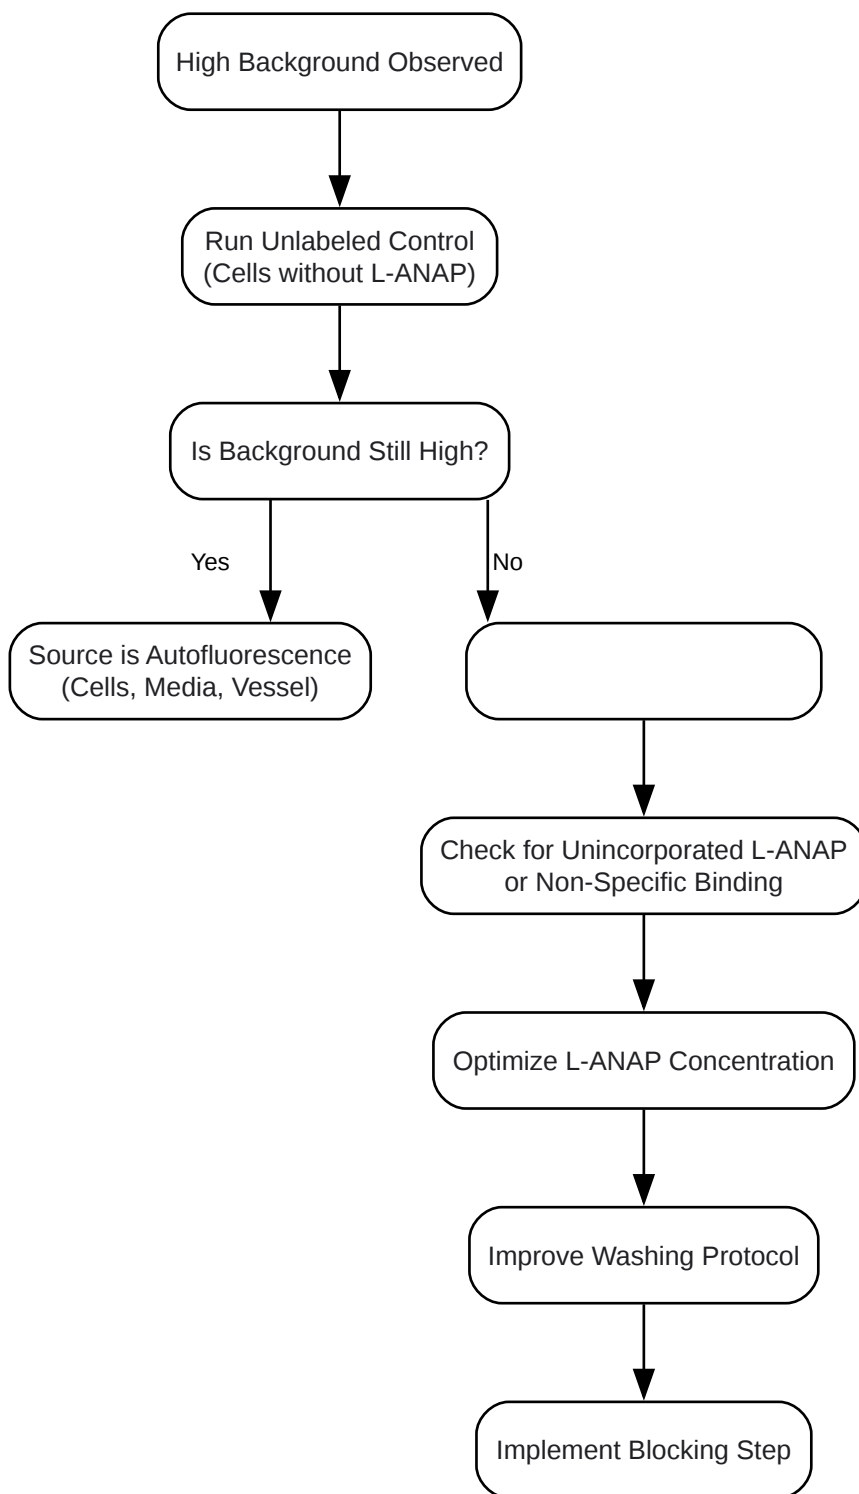 High Background Observed
Run Unlabeled Control
(Cells without L-ANAP)
Is Background Still High?
Yes
No
Source is Autofluorescence
(Cells, Media, Vessel)
Check for Unincorporated L-ANAP
or Non-Specific Binding
Optimize L-ANAP Concentration
Improve Washing Protocol
Implement Blocking Step